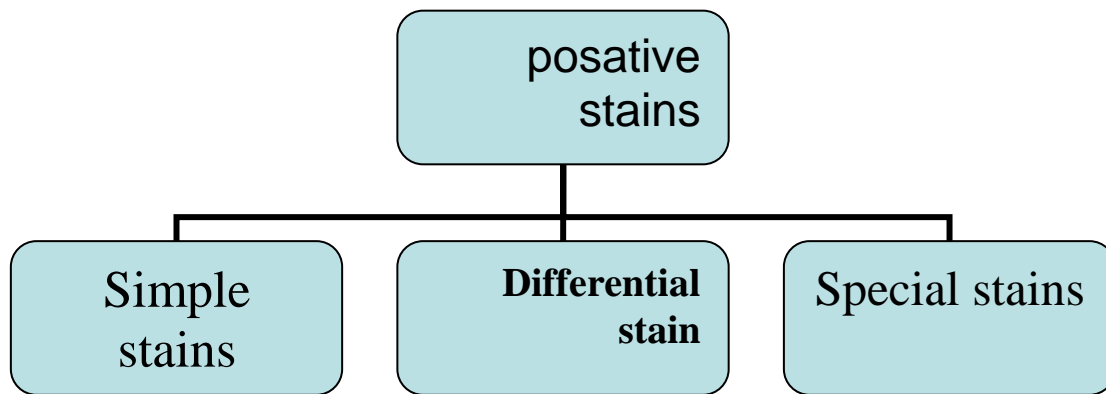 posative
stains
Simple
stains
Differential
stain
Special stains